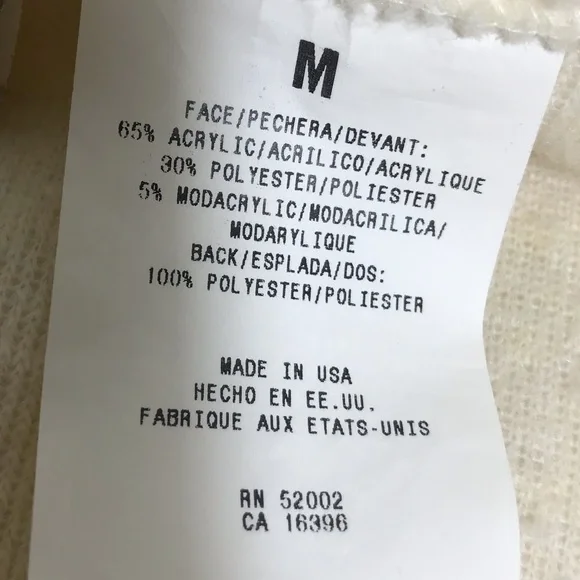 M
FACE/PECHERA/DEVANT:
65% ACRYLIC/ACRILICO/ACRYLIQUE
30% POLYESTER/POLIESTER
5% MODACRYLIC/MODACRILICA/
MODARYLIQUE
BACK/ESPLADA/DOS:
100% POLYESTER/POLIESTER
MADE IN USA
HECHO EN EE.UU.
FABRIQUE AUX ETATS-UNIS
RN 52002
CA 16396